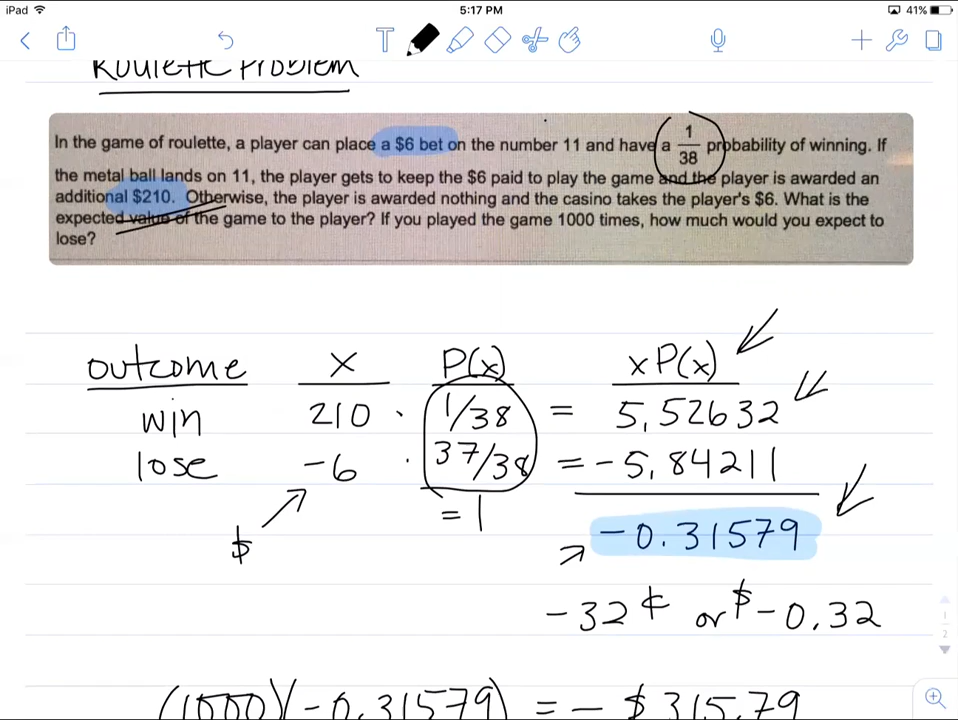 iPad 5:17 PM 41%
T
Roulette Problem
In the game of roulette, a player can place a $6 bet on the number 11 and have a 1/38 probability of winning. If
the metal ball lands on 11, the player gets to keep the $6 paid to play the game and the player is awarded an
additional $210. Otherwise, the player is awarded nothing and the casino takes the player's $6. What is the
expected value of the game to the player? If you played the game 1000 times, how much would you expect to
lose?
outcome x P(x) xP(x)
win 210 · 1/38 = 5.52632
lose -6 · 37/38 = -5.84211
= 1
$ -0.31579
-32¢ or $-0.32
(1000)(-0.31579) = -$315.79
1
2